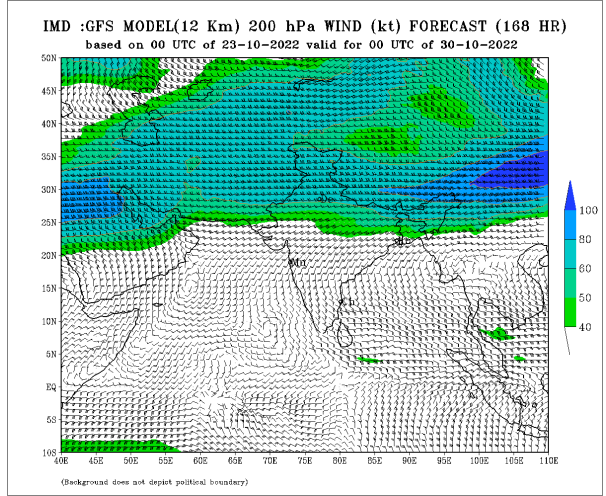 IMD :GFS MODEL(12 Km) 200 hPa WIND (kt) FORECAST (168 HR)
based on 00 UTC of 23-10-2022 valid for 00 UTC of 30-10-2022
50N
45N
40N
35N
30N
25N
20N
15N
10N
5N
EQ
5S
10S
40E 45E 50E 55E 60E 65E 70E 75E 80E 85E 90E 95E 100E 105E 110E
Mn
100
80
60
50
40
(Background does not depict political boundary)